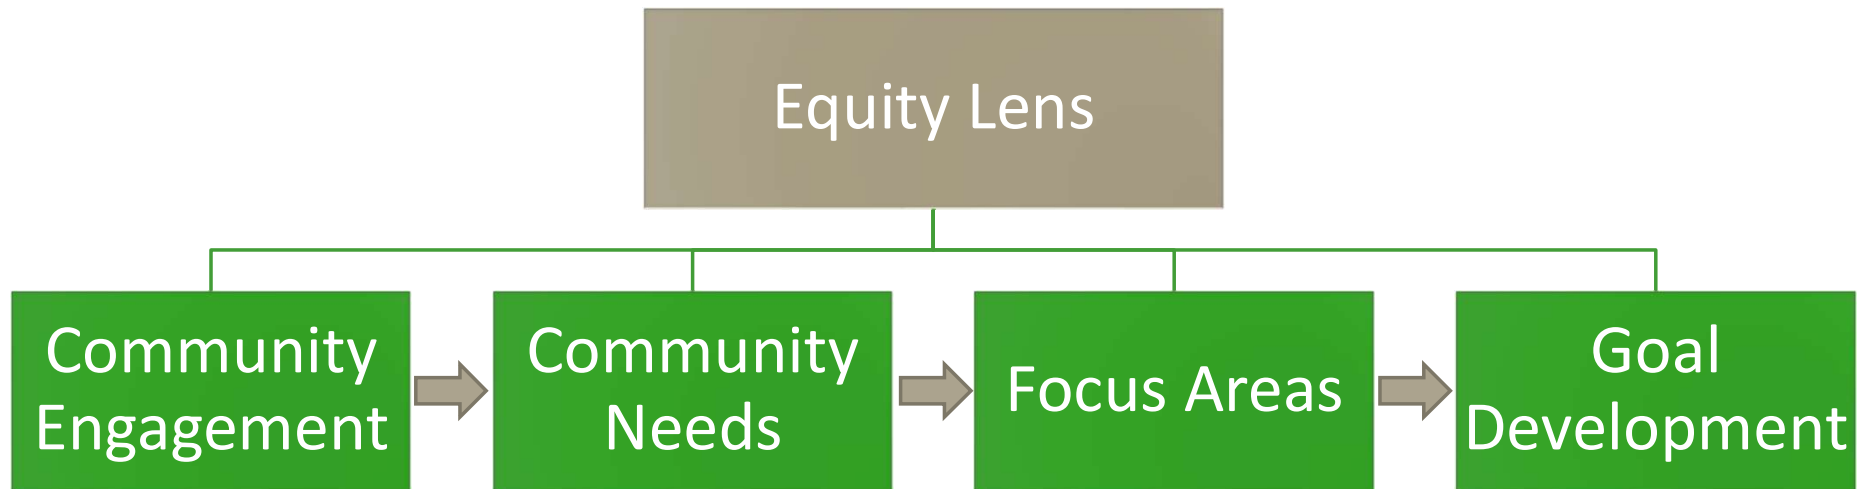 Equity Lens
Community
Engagement
Community
Needs
Focus Areas
Goal
Development